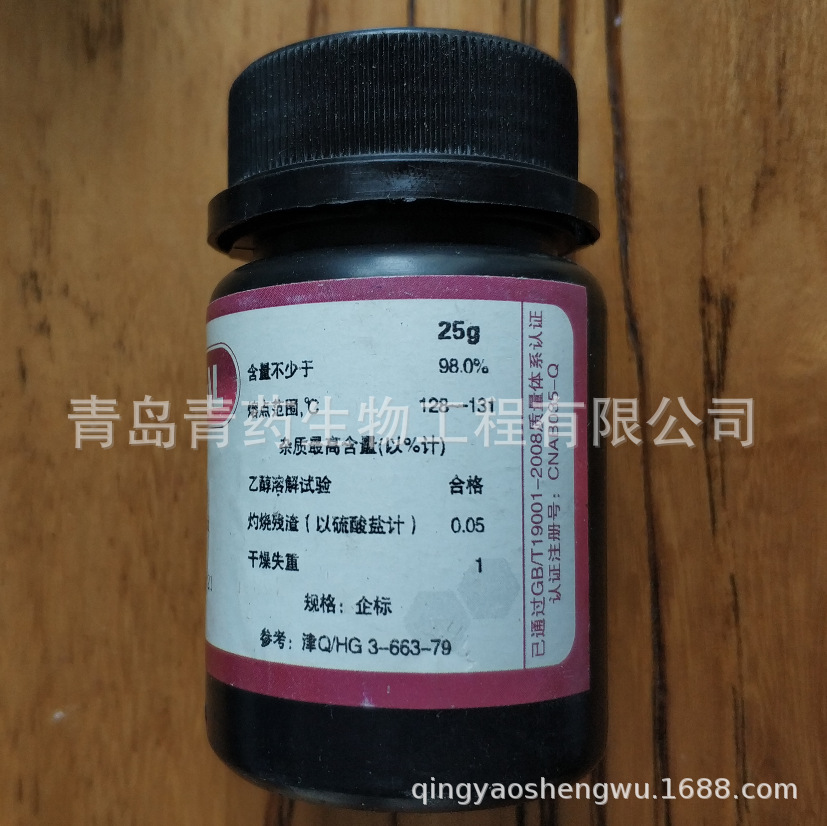 25g
含量不少于 98.0%
熔点范围,℃ 128—131
杂质最高含量(以%计)
乙醇溶解试验 合格
灼烧残渣(以硫酸盐计) 0.05
干燥失重 1
规格：企标
参考：津Q/HG 3-663-79
已通过GB/T19001-2008质量体系认证
认证注册号：CNAB095-Q
青岛青药生物工程有限公司
qingyaoshengwu.1688.com